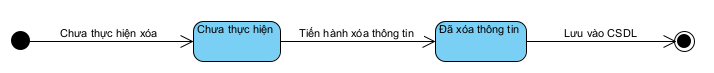 Chưa thực hiện xóa
Chưa thực hiện
Tiến hành xóa thông tin
Đã xóa thông tin
Lưu vào CSDL